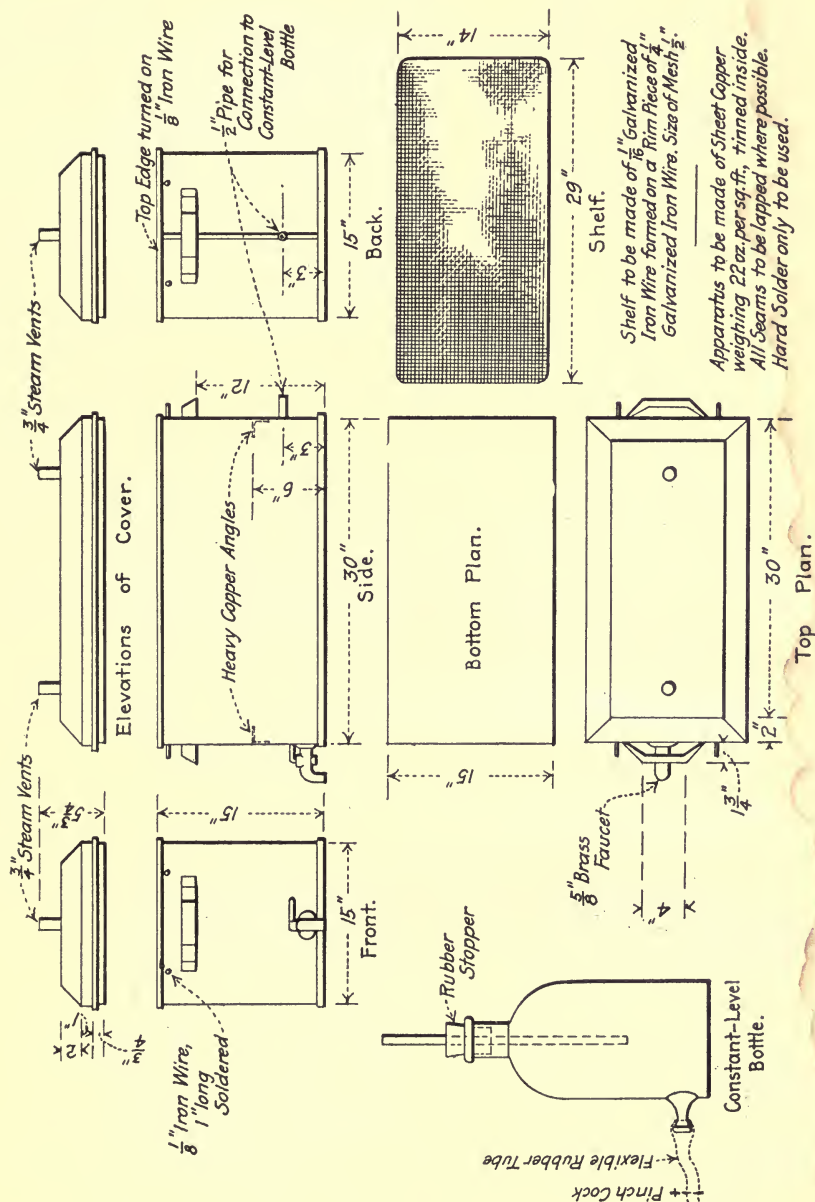 3/4" Steam Vents
3/4" Steam Vents
5 3/4"
2"
1"
3/4"
Elevations of Cover.
1/8" Iron Wire,
1" long
Soldered
15"
15"
Front.
Heavy Copper Angles
12"
6"
3"
30"
Side.
Top Edge turned on
1/8" Iron Wire
1/2" Pipe for
Connection to
Constant-Level
Bottle
3"
15"
Back.
Rubber
Stopper
Constant-Level
Bottle.
Flexible Rubber Tube
Pinch Cock
15"
Bottom Plan.
5/8" Brass
Faucet
4"
1 3/4"
2"
30"
Top Plan.
14"
29"
Shelf.
Shelf to be made of 1/16" Galvanized
Iron Wire formed on a Rim Piece of 1/4"
Galvanized Iron Wire. Size of Mesh 1/2".
Apparatus to be made of Sheet Copper
weighing 22 oz. per sq. ft., tinned inside.
All Seams to be lapped where possible.
Hard Solder only to be used.